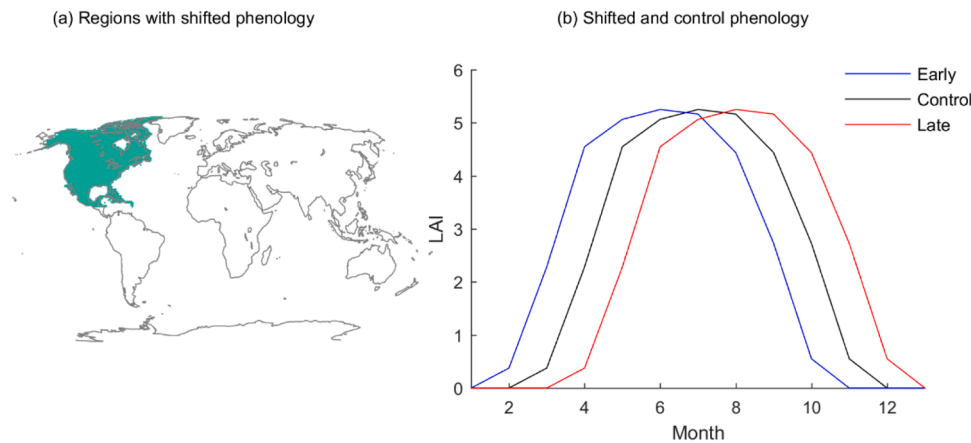 (a) Regions with shifted phenology
(b) Shifted and control phenology
6
5
4
3
2
1
0
LAI
2
4
6
8
10
12
Month
Early
Control
Late